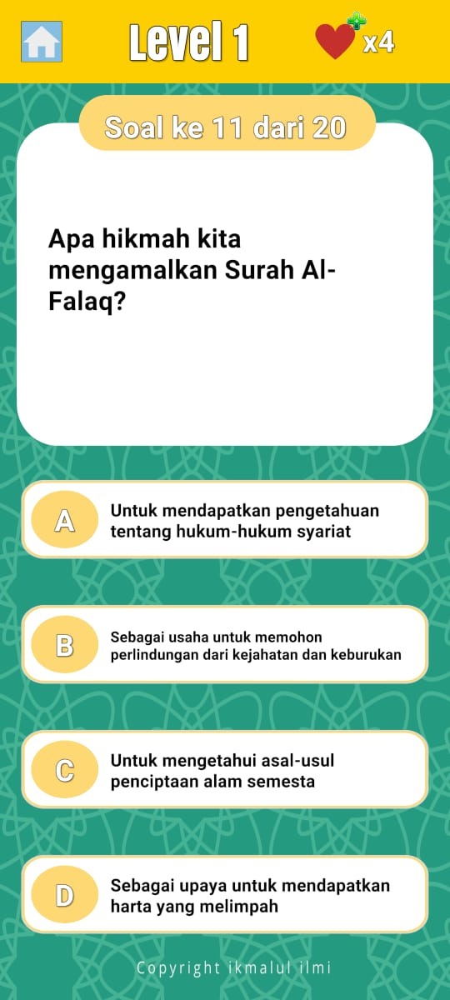 Level 1
x4
Soal ke 11 dari 20
Apa hikmah kita
mengamalkan Surah Al-
Falaq?
A
Untuk mendapatkan pengetahuan
tentang hukum-hukum syariat
B
Sebagai usaha untuk memohon
perlindungan dari kejahatan dan keburukan
C
Untuk mengetahui asal-usul
penciptaan alam semesta
D
Sebagai upaya untuk mendapatkan
harta yang melimpah
Copyright ikmalul ilmi